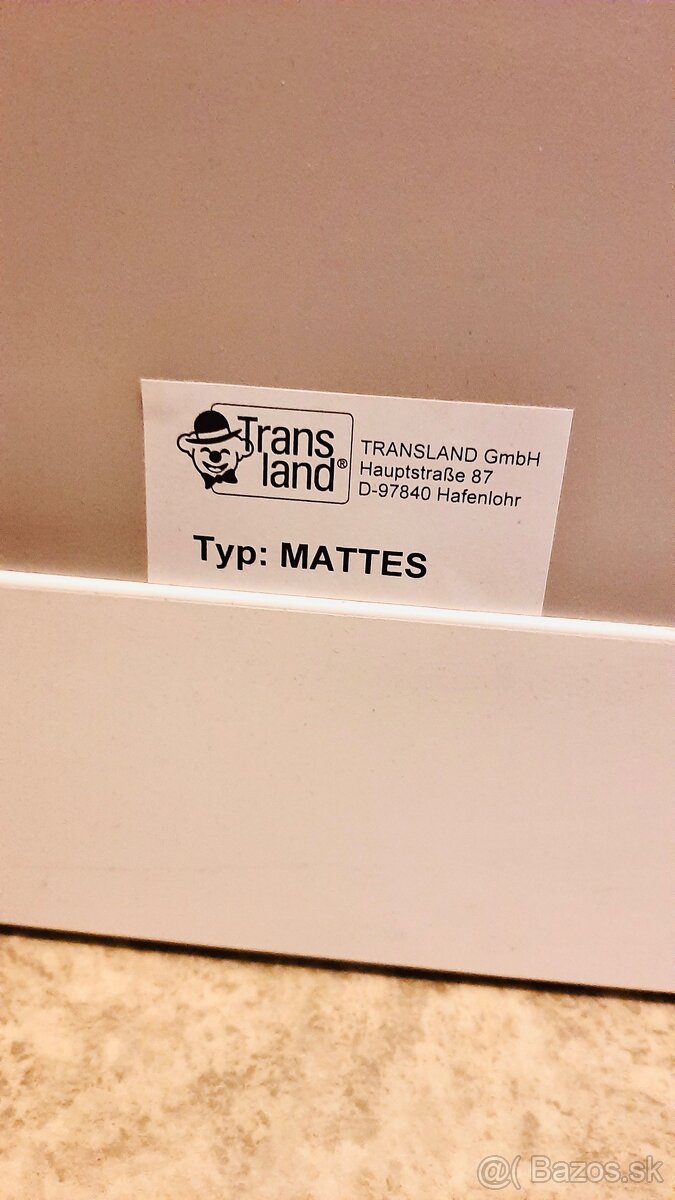 Trans
land®
TRANSLAND GmbH
Hauptstraße 87
D-97840 Hafenlohr
Typ: MATTES
@( Bazos.sk